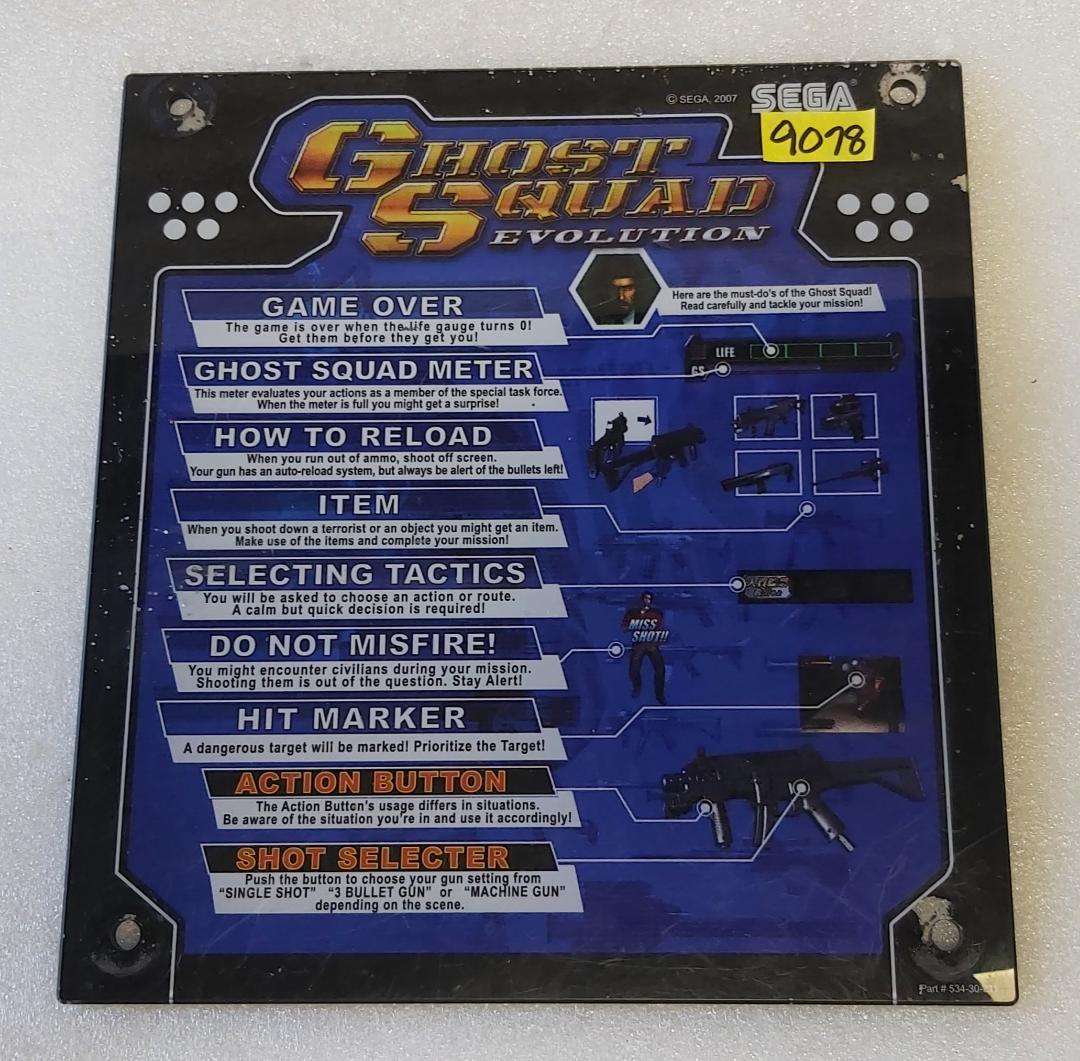 © SEGA, 2007
SEGA
9078
GHOST
SQUAD
EVOLUTION
Here are the must-do's of the Ghost Squad!
Read carefully and tackle your mission!
GAME OVER
The game is over when the life gauge turns 0!
Get them before they get you!
LIFE
GS
GHOST SQUAD METER
This meter evaluates your actions as a member of the special task force.
When the meter is full you might get a surprise!
HOW TO RELOAD
When you run out of ammo, shoot off screen.
Your gun has an auto-reload system, but always be alert of the bullets left!
ITEM
When you shoot down a terrorist or an object you might get an item.
Make use of the items and complete your mission!
SELECTING TACTICS
You will be asked to choose an action or route.
A calm but quick decision is required!
DO NOT MISFIRE!
You might encounter civilians during your mission.
Shooting them is out of the question. Stay Alert!
MISS
SHOT!!
HIT MARKER
A dangerous target will be marked! Prioritize the Target!
ACTION BUTTON
The Action Button's usage differs in situations.
Be aware of the situation you're in and use it accordingly!
SHOT SELECTER
Push the button to choose your gun setting from
"SINGLE SHOT" "3 BULLET GUN" or "MACHINE GUN"
depending on the scene.
Part #